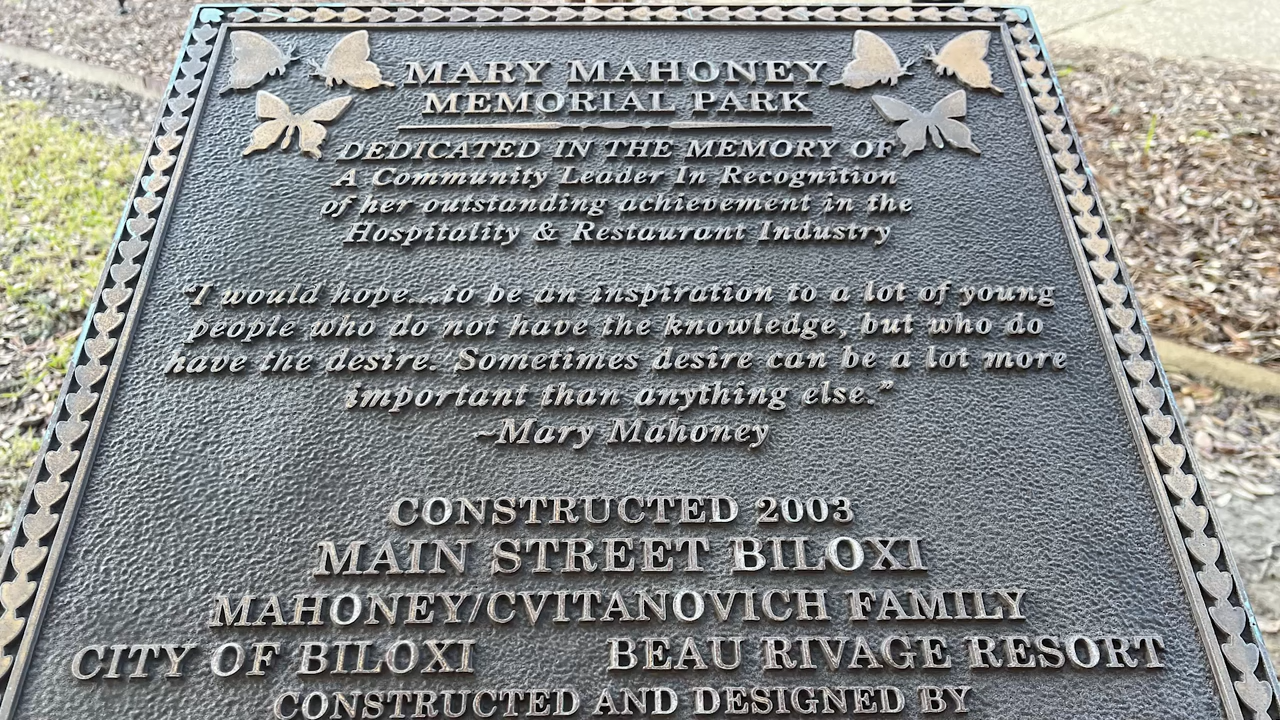 MARY MAHONEY
MEMORIAL PARK
DEDICATED IN THE MEMORY OF
A Community Leader In Recognition
of her outstanding achievement in the
Hospitality & Restaurant Industry
"I would hope...to be an inspiration to a lot of young
people who do not have the knowledge, but who do
have the desire. Sometimes desire can be a lot more
important than anything else."
~Mary Mahoney
CONSTRUCTED 2003
MAIN STREET BILOXI
MAHONEY/CVITANOVICH FAMILY
CITY OF BILOXI BEAU RIVAGE RESORT
CONSTRUCTED AND DESIGNED BY